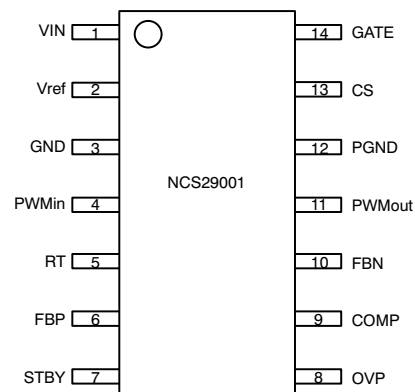 VIN 1 14 GATE
Vref 2 13 CS
GND 3 12 PGND
NCS29001
PWMin 4 11 PWMout
RT 5 10 FBN
FBP 6 9 COMP
STBY 7 8 OVP